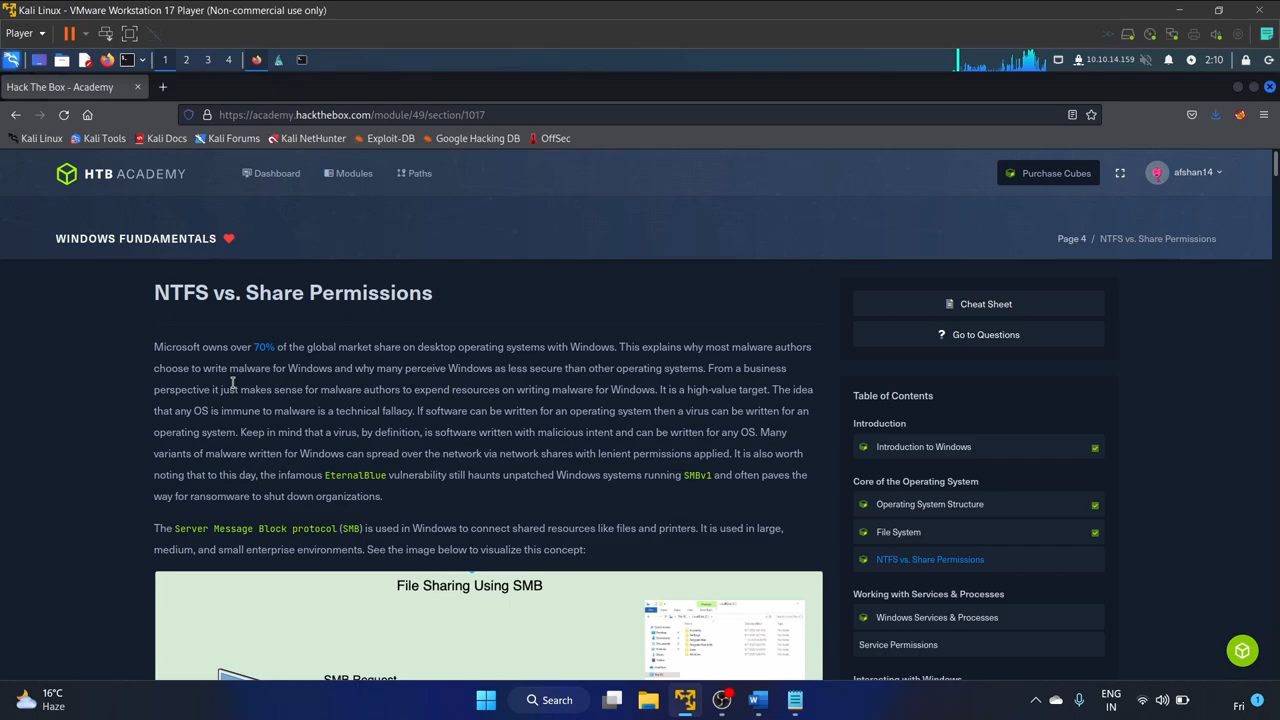 Kali Linux - VMware Workstation 17 Player (Non-commercial use only)
Player
1 2 3 4
10.10.14.159
2:10
Hack The Box - Academy
https://academy.hackthebox.com/module/49/section/1017
Kali Linux Kali Tools Kali Docs Kali Forums Kali NetHunter Exploit-DB Google Hacking DB OffSec
HTB ACADEMY
Dashboard Modules Paths
Purchase Cubes
afshan14
WINDOWS FUNDAMENTALS
Page 4 / NTFS vs. Share Permissions
NTFS vs. Share Permissions
Microsoft owns over 70% of the global market share on desktop operating systems with Windows. This explains why most malware authors
choose to write malware for Windows and why many perceive Windows as less secure than other operating systems. From a business
perspective it just makes sense for malware authors to expend resources on writing malware for Windows. It is a high-value target. The idea
that any OS is immune to malware is a technical fallacy. If software can be written for an operating system then a virus can be written for an
operating system. Keep in mind that a virus, by definition, is software written with malicious intent and can be written for any OS. Many
variants of malware written for Windows can spread over the network via network shares with lenient permissions applied. It is also worth
noting that to this day, the infamous EternalBlue vulnerability still haunts unpatched Windows systems running SMBv1 and often paves the
way for ransomware to shut down organizations.
The Server Message Block protocol (SMB) is used in Windows to connect shared resources like files and printers. It is used in large,
medium, and small enterprise environments. See the image below to visualize this concept:
File Sharing Using SMB
SMB Request
Cheat Sheet
? Go to Questions
Table of Contents
Introduction
Introduction to Windows
Core of the Operating System
Operating System Structure
File System
NTFS vs. Share Permissions
Working with Services & Processes
Windows Services & Processes
Service Permissions
Interacting with Windows
16°C
Haze
Search
ENG
IN
2:10
Fri
1